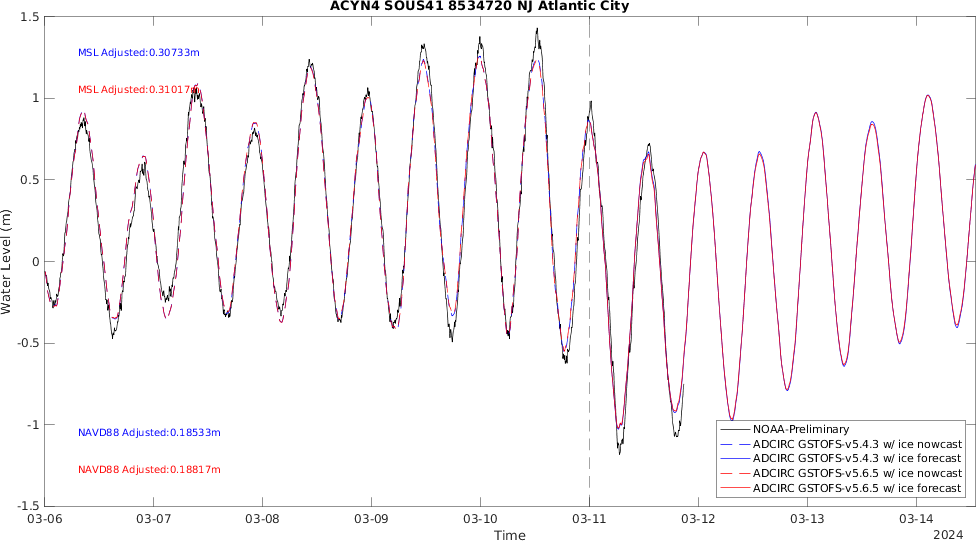 ACYN4 SOUS41 8534720 NJ Atlantic City
1.5
1
0.5
0
-0.5
-1
-1.5
Water Level (m)
MSL Adjusted:0.30733m
MSL Adjusted:0.31017m
NAVD88 Adjusted:0.18533m
NAVD88 Adjusted:0.18817m
NOAA-Preliminary
ADCIRC GSTOFS-v5.4.3 w/ ice nowcast
ADCIRC GSTOFS-v5.4.3 w/ ice forecast
ADCIRC GSTOFS-v5.6.5 w/ ice nowcast
ADCIRC GSTOFS-v5.6.5 w/ ice forecast
03-06 03-07 03-08 03-09 03-10 03-11 03-12 03-13 03-14
Time
2024